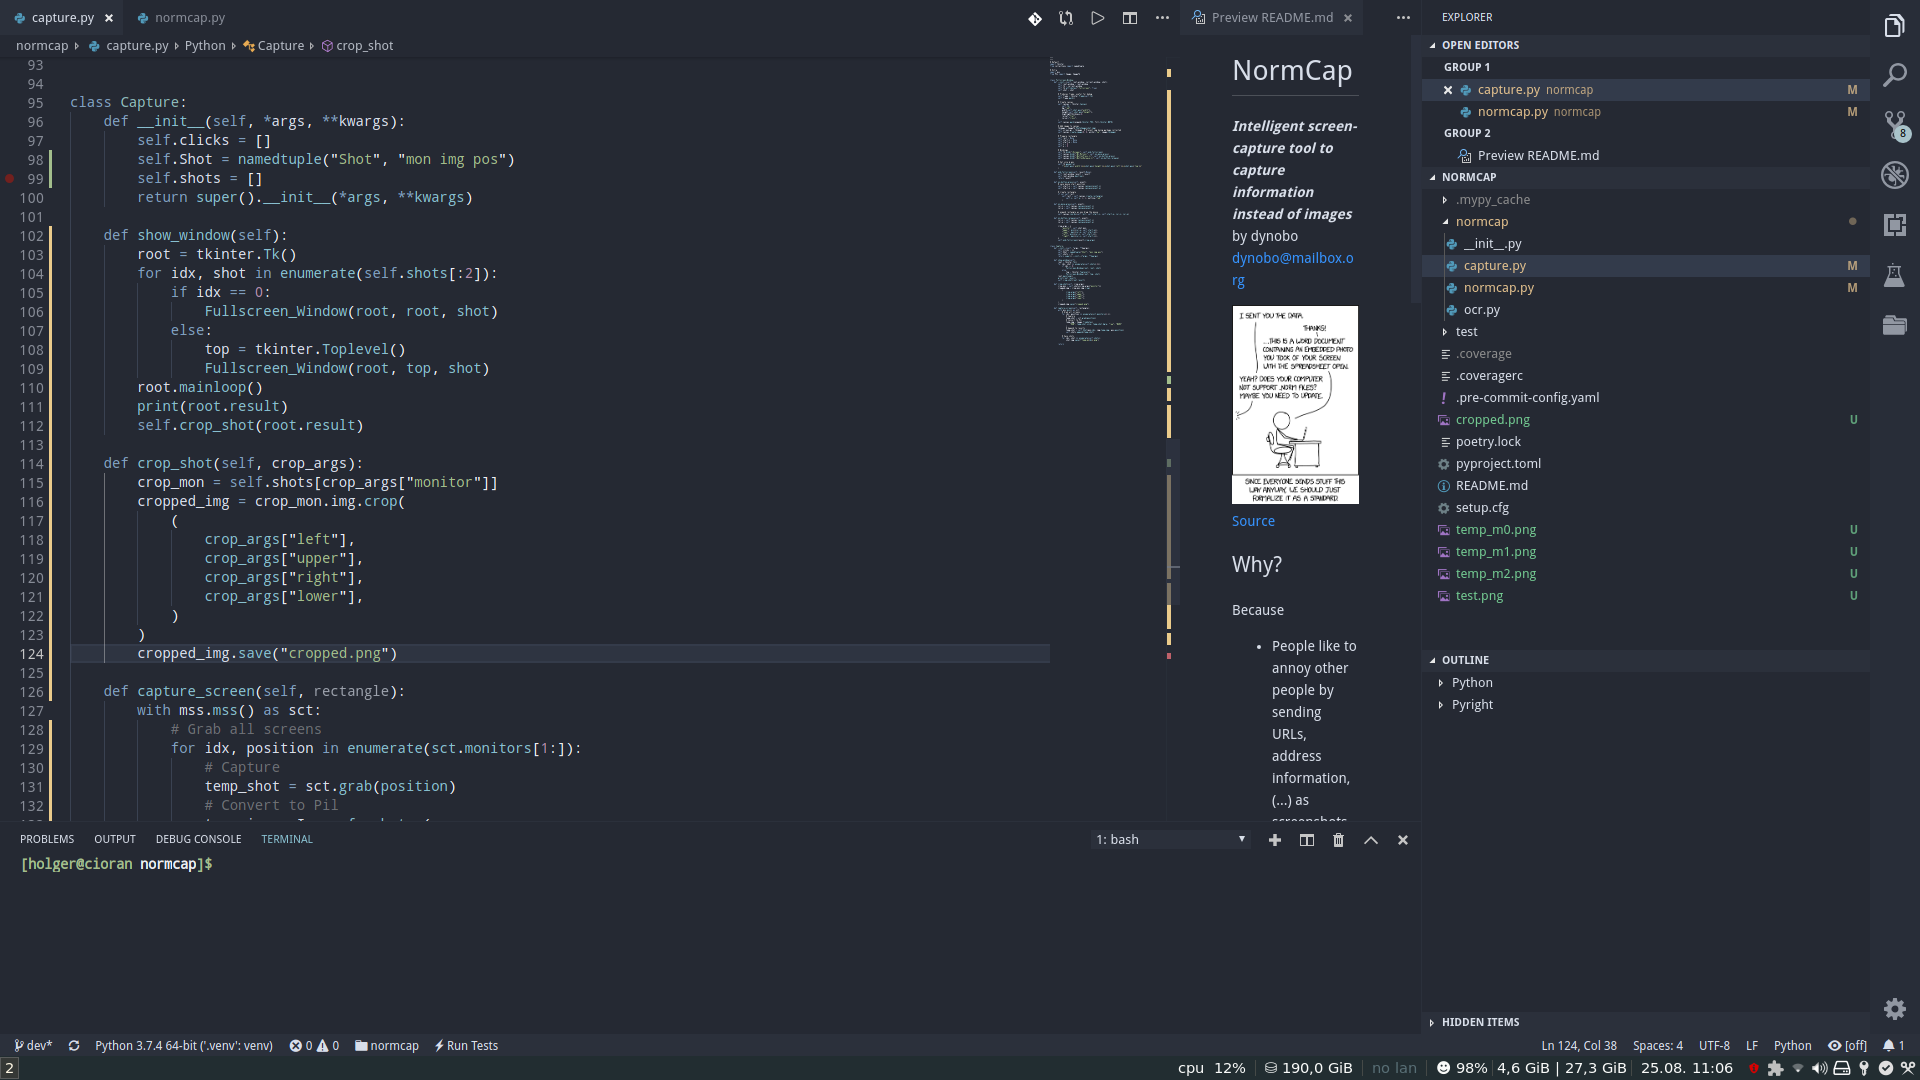 capture.py
normcap.py
normcap
capture.py
Python
Capture
crop_shot
93
94
95 class Capture:
96 def __init__(self, *args, **kwargs):
97 self.clicks = []
98 self.Shot = namedtuple("Shot", "mon img pos")
99 self.shots = []
100 return super().__init__(*args, **kwargs)
101
102 def show_window(self):
103 root = tkinter.Tk()
104 for idx, shot in enumerate(self.shots[:2]):
105 if idx == 0:
106 Fullscreen_Window(root, root, shot)
107 else:
108 top = tkinter.Toplevel()
109 Fullscreen_Window(root, top, shot)
110 root.mainloop()
111 print(root.result)
112 self.crop_shot(root.result)
113
114 def crop_shot(self, crop_args):
115 crop_mon = self.shots[crop_args["monitor"]]
116 cropped_img = crop_mon.img.crop(
117 (
118 crop_args["left"],
119 crop_args["upper"],
120 crop_args["right"],
121 crop_args["lower"],
122 )
123 )
124 cropped_img.save("cropped.png")
125
126 def capture_screen(self, rectangle):
127 with mss.mss() as sct:
128 # Grab all screens
129 for idx, position in enumerate(sct.monitors[1:]):
130 # Capture
131 temp_shot = sct.grab(position)
132 # Convert to Pil
Preview README.md
NormCap
Intelligent screen-
capture tool to
capture
information
instead of images
by dynobo
dynobo@mailbox.o
rg
I SENT YOU THE DATA.
THANKS!
...THIS IS A WORD DOCUMENT
CONTAINING AN EMBEDDED PHOTO
YOU TOOK OF YOUR SCREEN
WITH THE SPREADSHEET OPEN.
YEAH? DOES YOUR COMPUTER
NOT SUPPORT .NORM FILES?
MAYBE YOU NEED TO UPDATE.
SINCE EVERYONE SENDS STUFF THIS
WAY ANYWAY, WE SHOULD JUST
FORMALIZE IT AS A STANDARD.
Source
Why?
Because
• People like to
annoy other
people by
sending
URLs,
address
information,
(...) as
screenshots
EXPLORER
OPEN EDITORS
GROUP 1
capture.py normcap M
normcap.py normcap M
GROUP 2
Preview README.md
NORMCAP
.mypy_cache
normcap
__init__.py
capture.py M
normcap.py M
ocr.py
test
.coverage
.coveragerc
.pre-commit-config.yaml
cropped.png U
poetry.lock
pyproject.toml
README.md
setup.cfg
temp_m0.png U
temp_m1.png U
temp_m2.png U
test.png U
OUTLINE
Python
Pyright
HIDDEN ITEMS
8
PROBLEMS OUTPUT DEBUG CONSOLE TERMINAL
1: bash
[holger@cioran normcap]$
dev* Python 3.7.4 64-bit ('.venv': venv) 0 0 normcap Run Tests
Ln 124, Col 38 Spaces: 4 UTF-8 LF Python [off] 1
2
cpu 12% 190,0 GiB no lan 98% 4,6 GiB | 27,3 GiB 25.08. 11:06